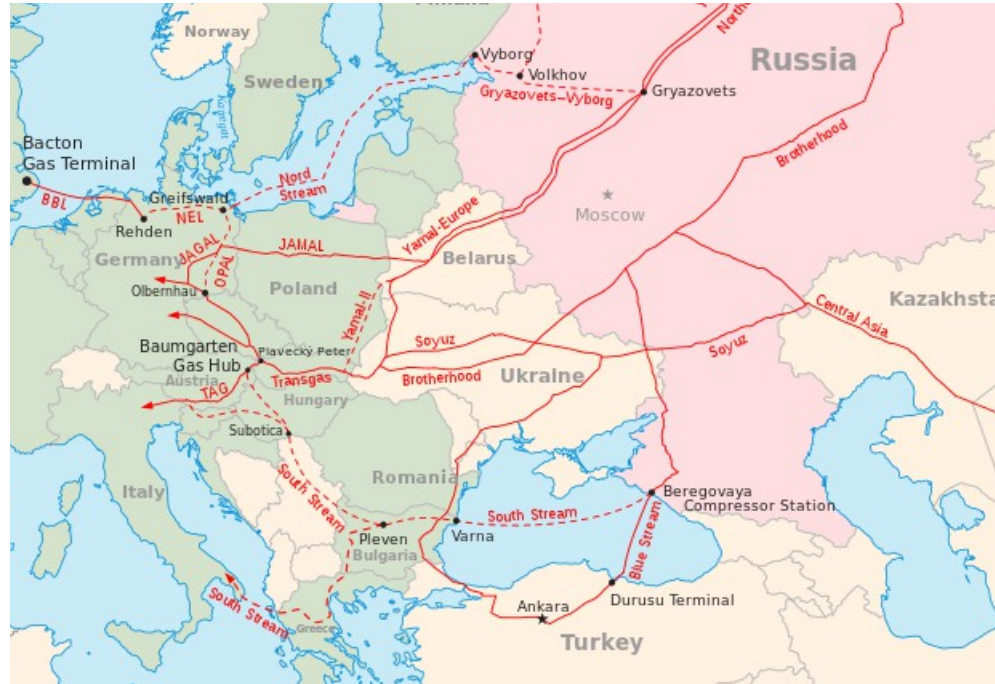 Finland
Norway
North
Vyborg
Russia
Volkhov
Sweden
Gryazovets
Gryazovets–Vyborg
Kattegat
Brotherhood
Bacton
Gas Terminal
Nord
Stream
BBL
Greifswald
NEL
Moscow
Rehden
Yamal-Europe
JAGAL
JAMAL
Germany
Belarus
OPAL
Poland
Olbernhau
Kazakhsta
Central Asia
Yamal-II
Soyuz
Soyuz
Baumgarten
Gas Hub
Plavecký Peter
Austria
Transgas
Brotherhood
Ukraine
TAG
Hungary
Subotica
Romania
Italy
South Stream
Beregovaya
Compressor Station
South Stream
Pleven
Varna
Bulgaria
Blue Stream
South Stream
Ankara
Durusu Terminal
Greece
Turkey